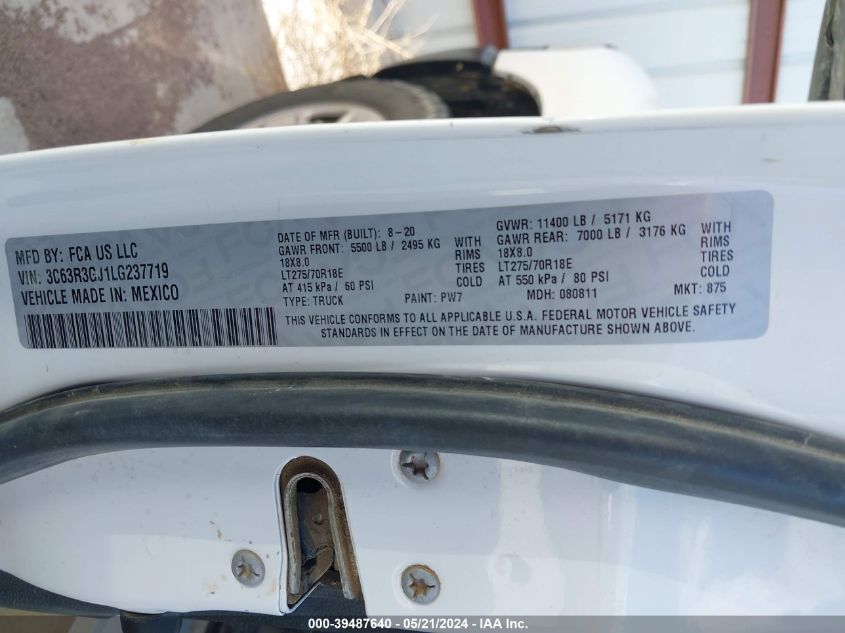 MFD BY: FCA US LLC
VIN: 3C63R3CJ1LG237719
VEHICLE MADE IN: MEXICO
DATE OF MFR (BUILT): 8-20
GAWR FRONT: 5500 LB / 2495 KG WITH
18X8.0 RIMS
LT275/70R18E TIRES
AT 415 kPa / 60 PSI COLD
TYPE: TRUCK PAINT: PW7
GVWR: 11400 LB / 5171 KG
GAWR REAR: 7000 LB / 3176 KG WITH
18X8.0 RIMS
LT275/70R18E TIRES
AT 550 kPa / 80 PSI COLD
MDH: 080811 MKT: 875
THIS VEHICLE CONFORMS TO ALL APPLICABLE U.S.A. FEDERAL MOTOR VEHICLE SAFETY
STANDARDS IN EFFECT ON THE DATE OF MANUFACTURE SHOWN ABOVE.
000-39487640 - 05/21/2024 - IAA Inc.